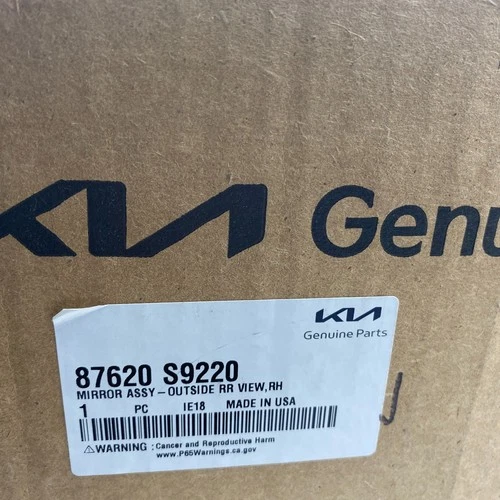 KIA Genu
KIA
Genuine Parts
87620 S9220
MIRROR ASSY-OUTSIDE RR VIEW,RH
1 PC IE18 MADE IN USA
⚠WARNING : Cancer and Reproductive Harm
www.P65Warnings.ca.gov